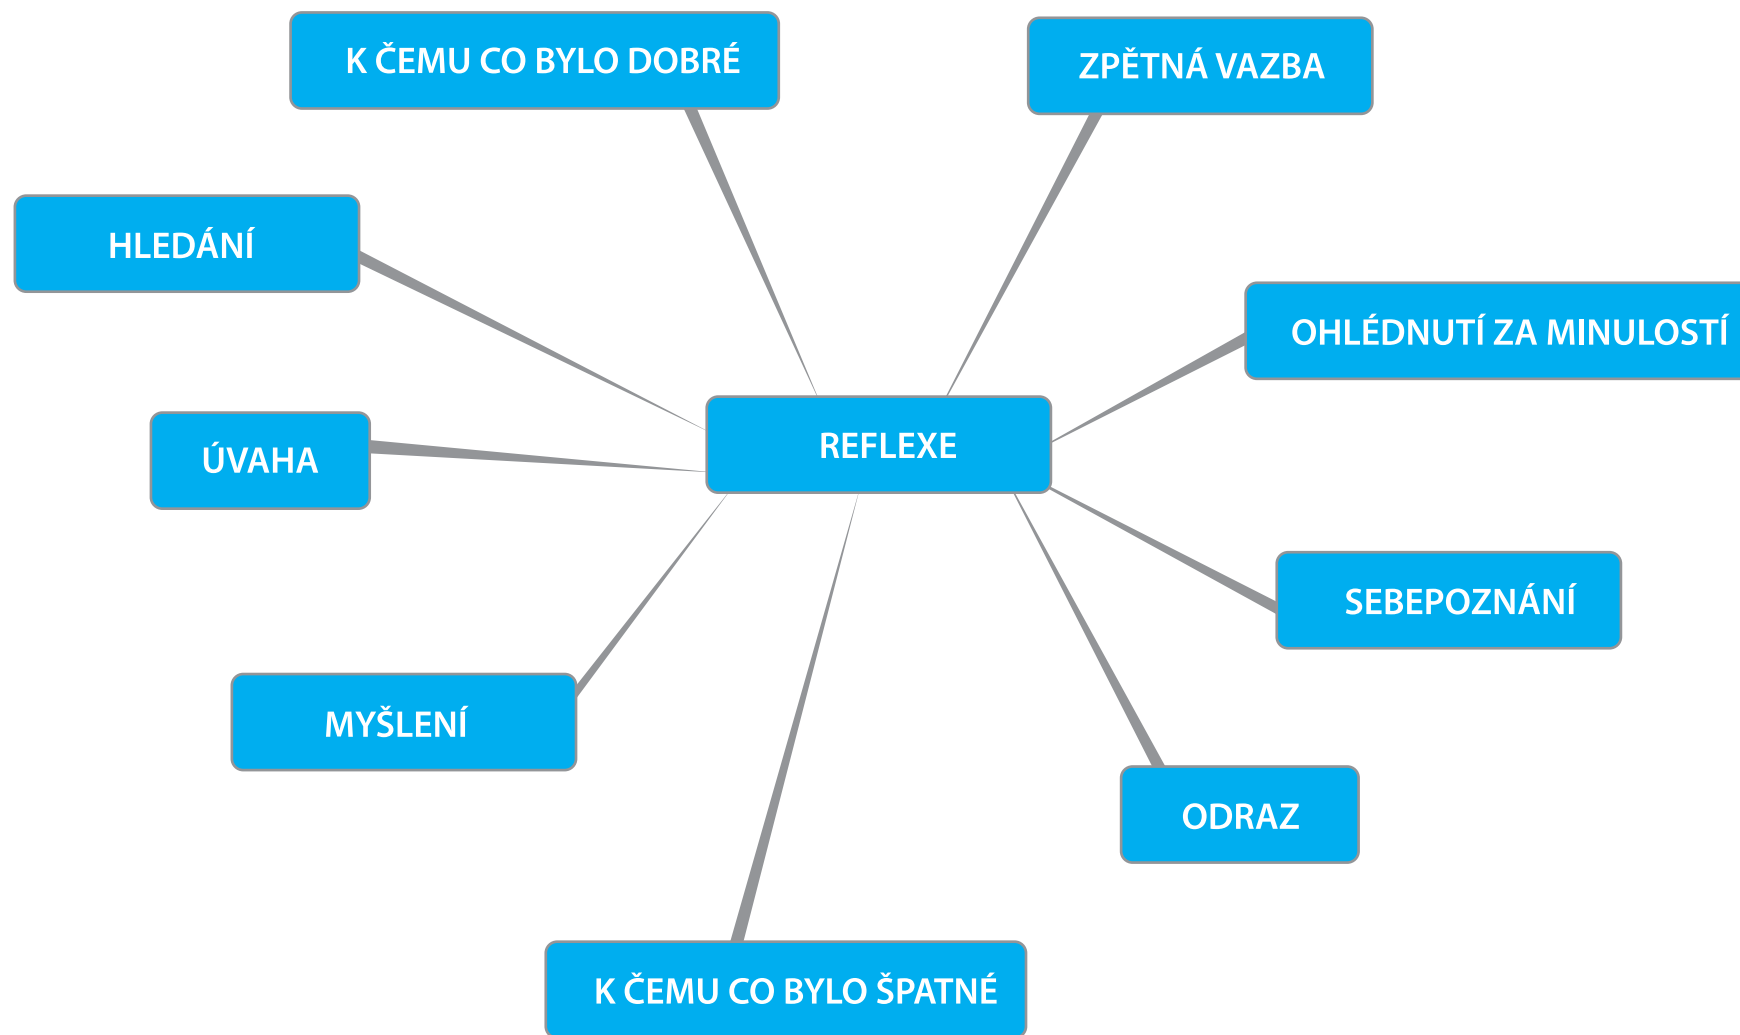 K ČEMU CO BYLO DOBRÉ
ZPĚTNÁ VAZBA
HLEDÁNÍ
OHLÉDNUTÍ ZA MINULOSTÍ
REFLEXE
ÚVAHA
SEBEPOZNÁNÍ
MYŠLENÍ
ODRAZ
K ČEMU CO BYLO ŠPATNÉ